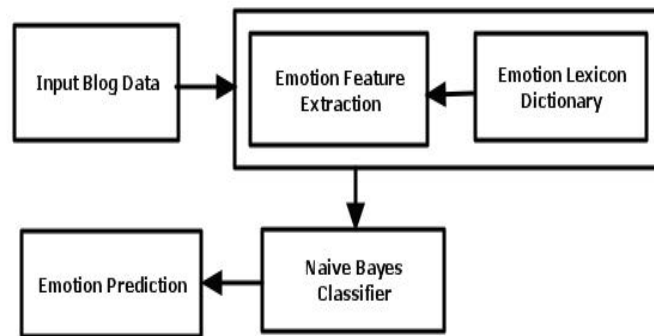 Input Blog Data
Emotion Feature
Extraction
Emotion Lexicon
Dictionary
Emotion Prediction
Naive Bayes
Classifier